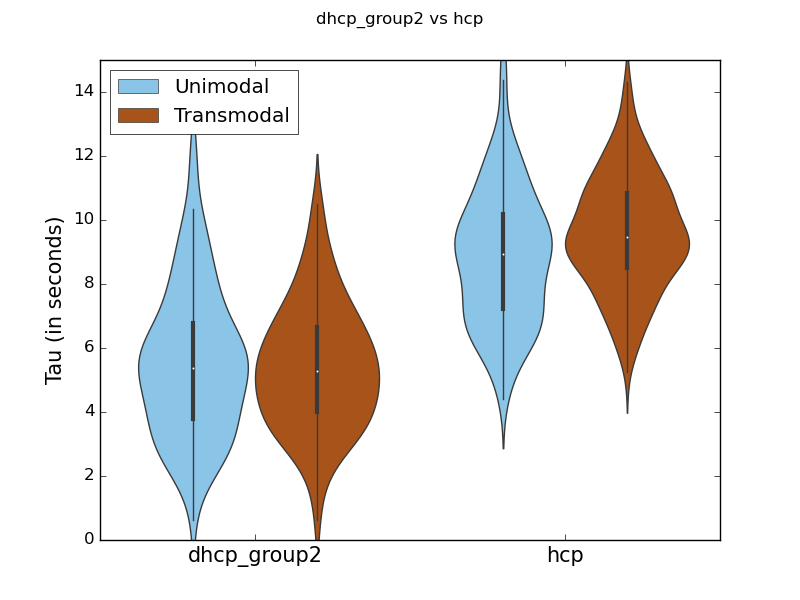 dhcp_group2 vs hcp
Unimodal
Transmodal
Tau (in seconds)
14
12
10
8
6
4
2
0
dhcp_group2
hcp